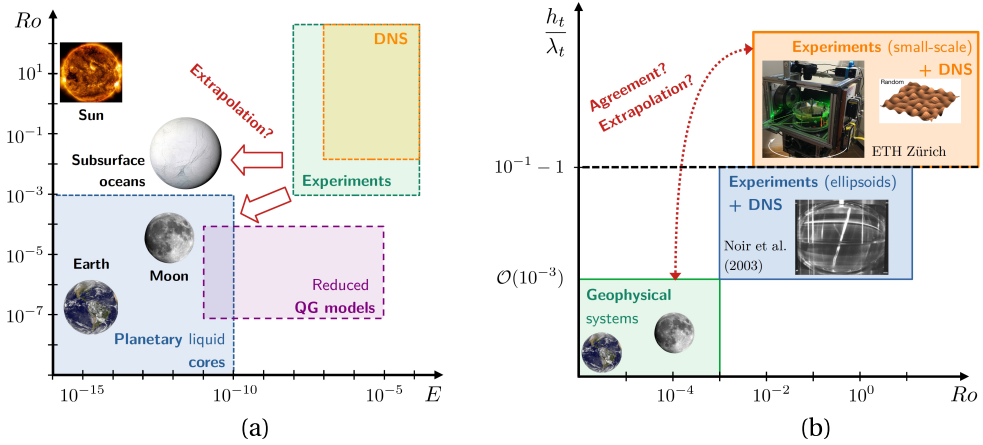 Ro
10^1
10^{-1}
10^{-3}
10^{-5}
10^{-7}
10^{-15}
10^{-10}
10^{-5}
E
Sun
Subsurface
oceans
Extrapolation?
DNS
Experiments
Moon
Earth
Reduced
QG models
Planetary liquid
cores
(a)
h_t
λ_t
10^{-1} − 1
𝒪(10^{-3})
10^{-4}
10^{-2}
10^0
Ro
Agreement?
Extrapolation?
Experiments (small-scale)
+ DNS
Random
ETH Zürich
Experiments (ellipsoids)
+ DNS
Noir et al.
(2003)
Geophysical
systems
(b)